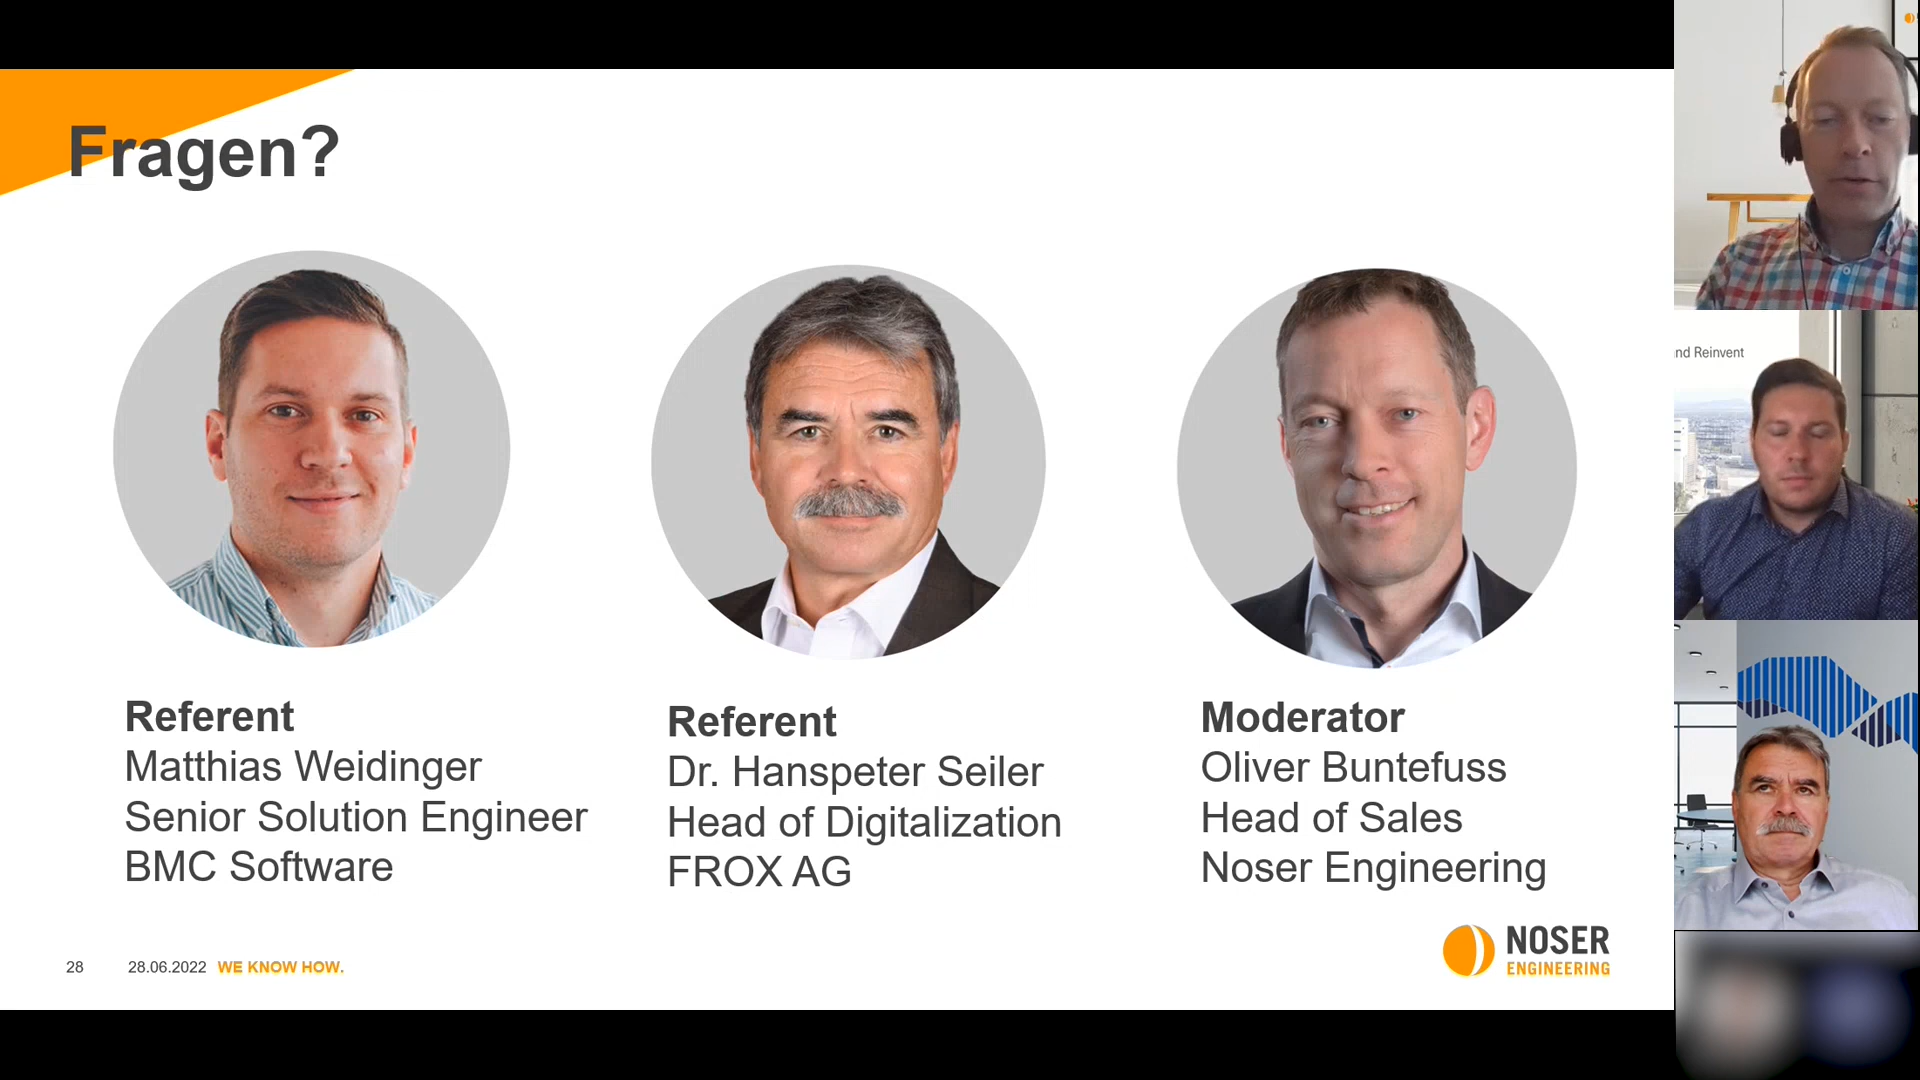 Fragen?
Referent
Matthias Weidinger
Senior Solution Engineer
BMC Software
Referent
Dr. Hanspeter Seiler
Head of Digitalization
FROX AG
Moderator
Oliver Buntefuss
Head of Sales
Noser Engineering
28 28.06.2022 WE KNOW HOW.
NOSER
ENGINEERING
nd Reinvent